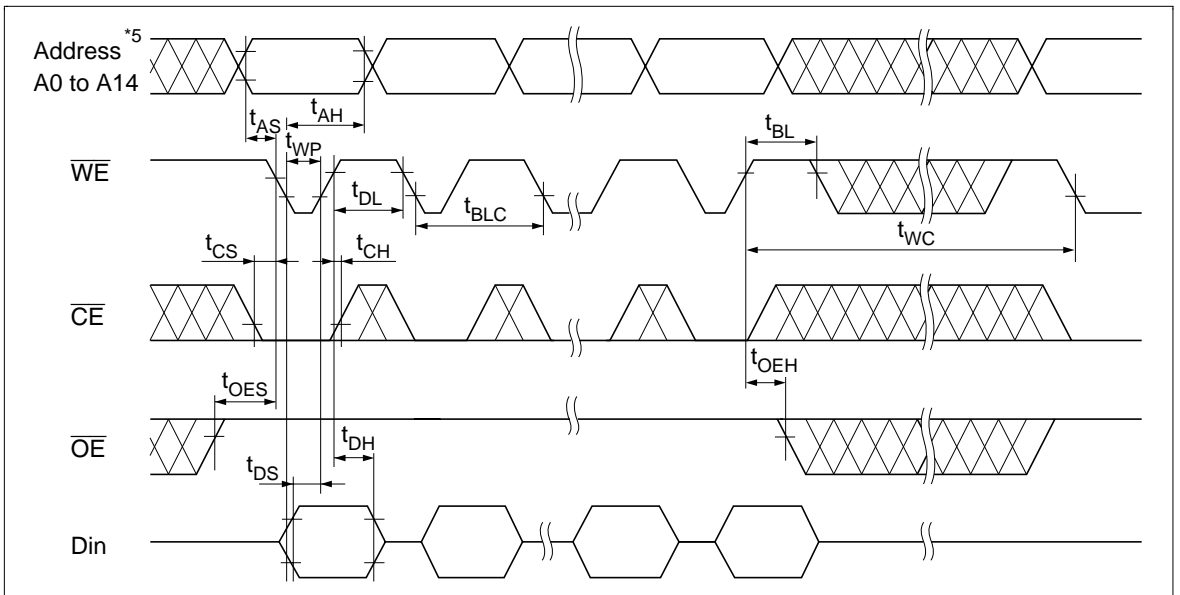 Address *5
A0 to A14
tAS
tAH
tWP
tBL
WE
tDL
tBLC
tWC
tCS
tCH
CE
tOES
tOEH
OE
tDH
tDS
Din